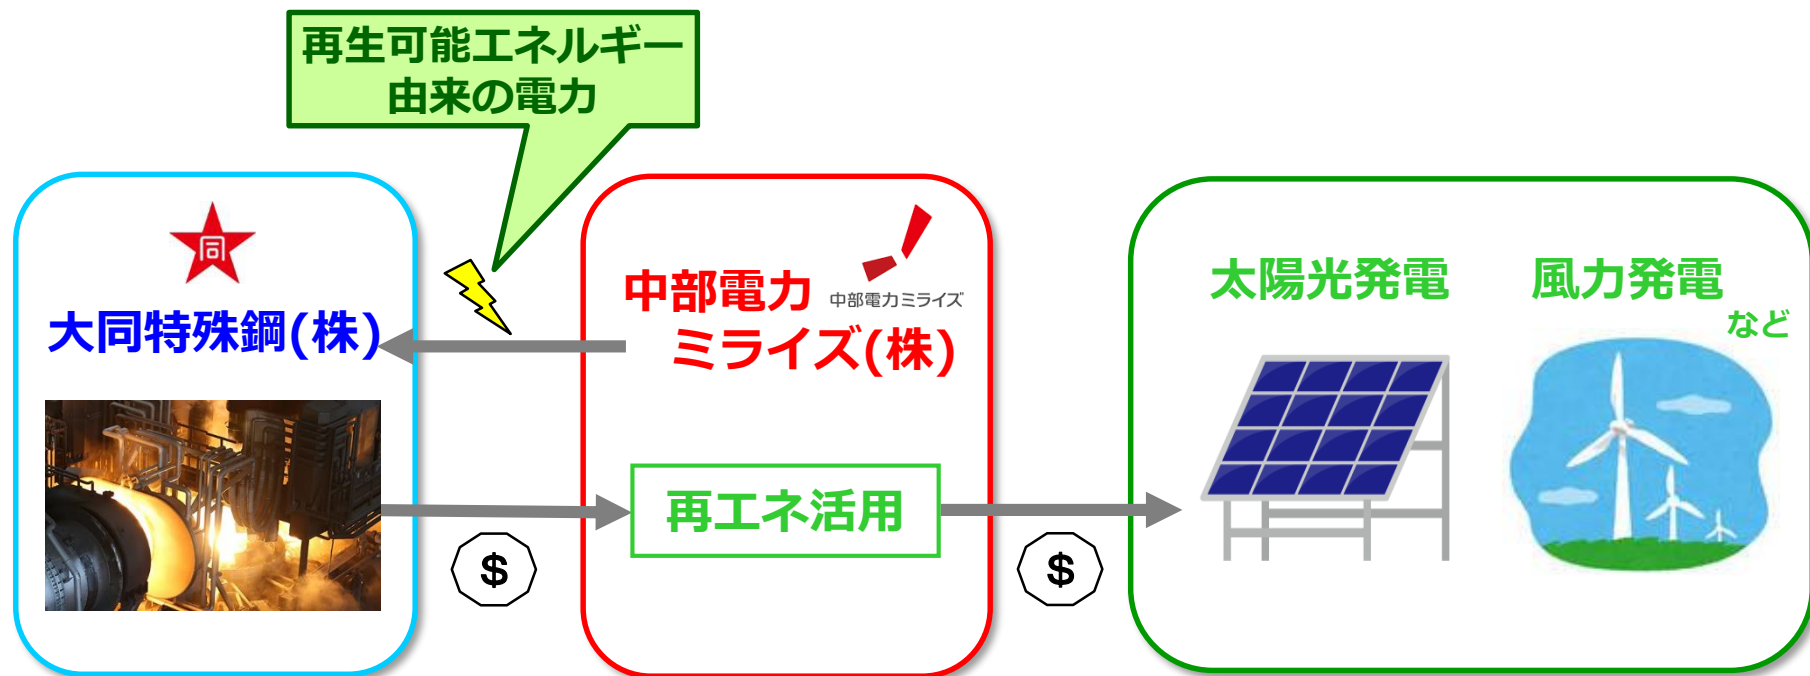 再生可能エネルギー
由来の電力
同
大同特殊鋼(株)
中部電力
中部電力ミライズ
ミライズ(株)
再エネ活用
$
$
太陽光発電
風力発電
など